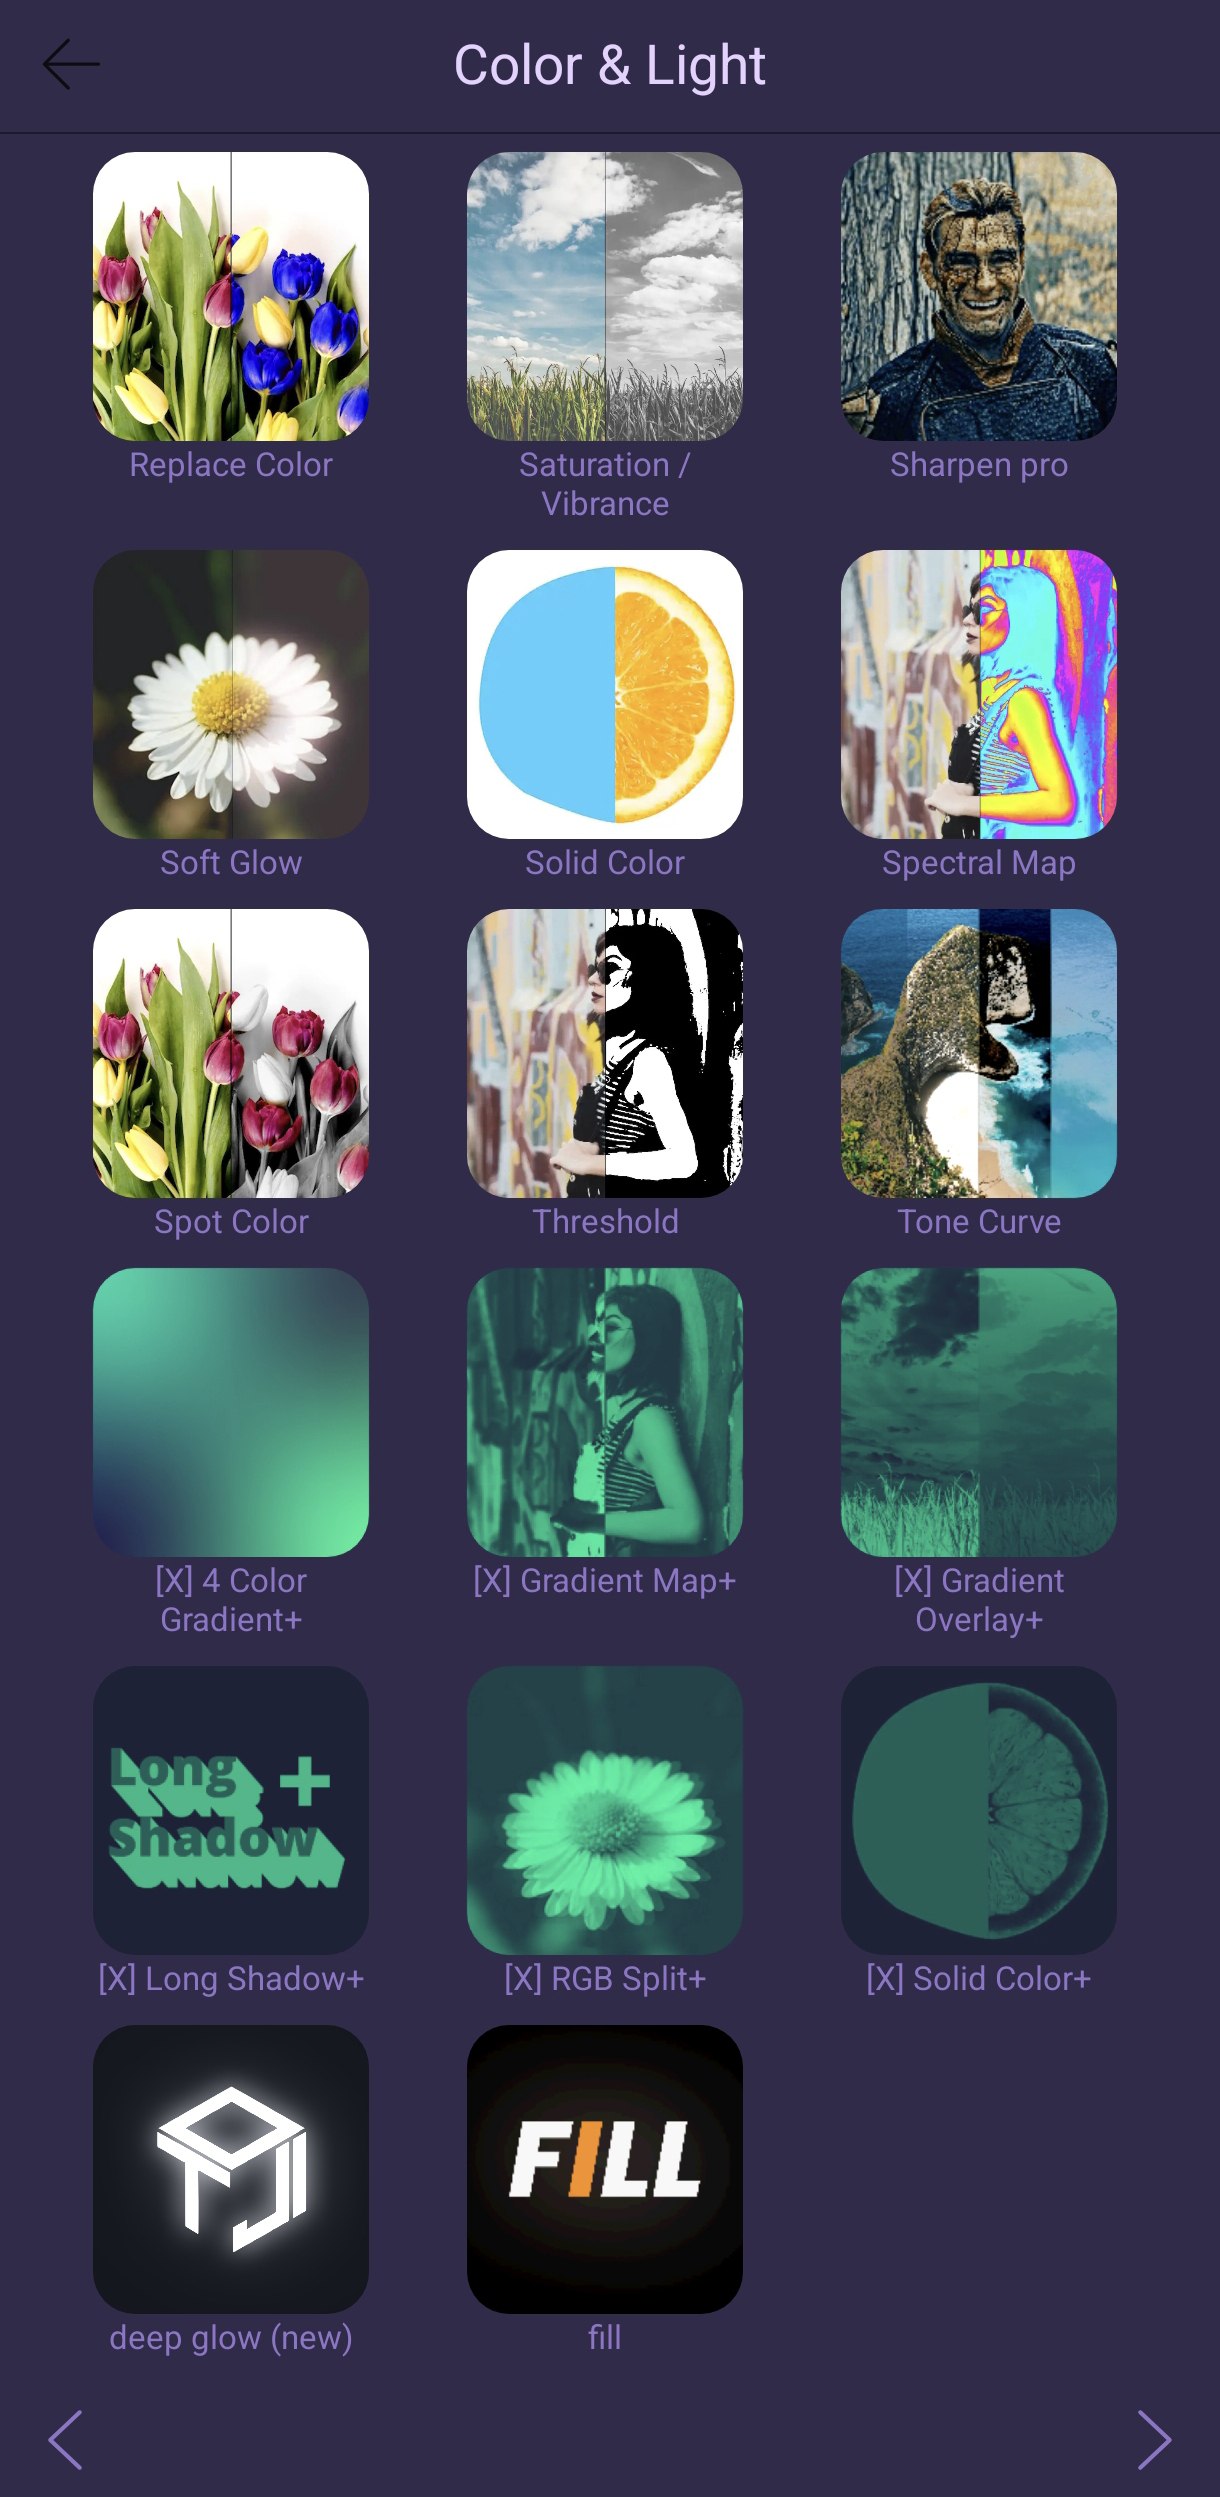 Color & Light
Replace Color
Saturation /
Vibrance
Sharpen pro
Soft Glow
Solid Color
Spectral Map
Spot Color
Threshold
Tone Curve
[X] 4 Color
Gradient+
[X] Gradient Map+
[X] Gradient
Overlay+
Long +
Shadow
[X] Long Shadow+
[X] RGB Split+
[X] Solid Color+
FILL
deep glow (new)
fill